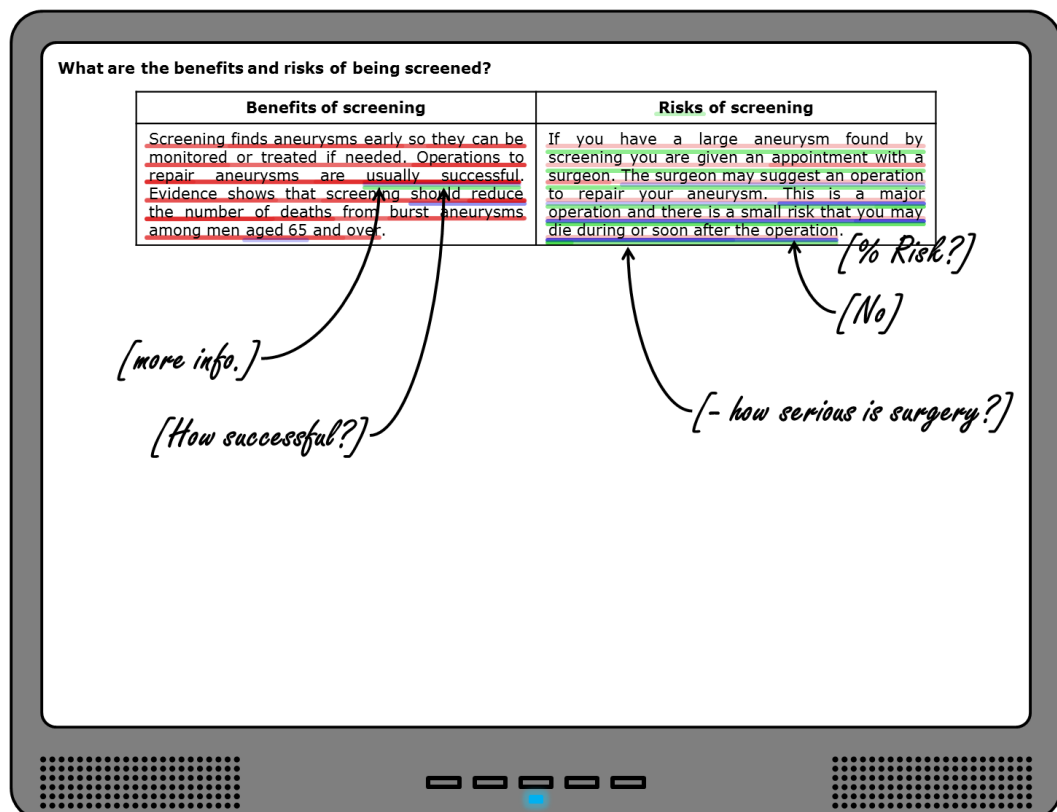 What are the benefits and risks of being screened?
Benefits of screening
Screening finds aneurysms early so they can be
monitored or treated if needed. Operations to
repair aneurysms are usually successful.
Evidence shows that screening should reduce
the number of deaths from burst aneurysms
among men aged 65 and over.
Risks of screening
If you have a large aneurysm found by
screening you are given an appointment with a
surgeon. The surgeon may suggest an operation
to repair your aneurysm. This is a major
operation and there is a small risk that you may
die during or soon after the operation.
[% Risk?]
[No]
[more info.]
[- how serious is surgery?]
[How successful?]